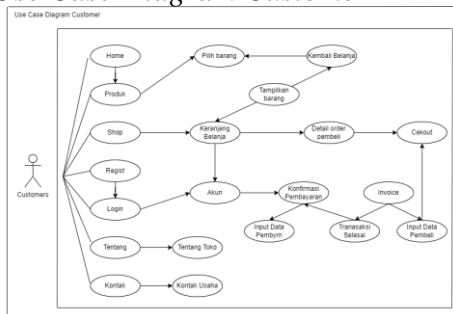 Use Case Diagram Customer
Home
Pilih barang
Kembali Belanja
Produk
Tampilkan
barang
Shop
Keranjang
Belanja
Detail order
pembeli
Cekout
Regist
Customers
Login
Akun
Konfirmasi
Pembayaran
Invoice
Input Data
Pembyrn
Tranasaksi
Selesai
Input Data
Pembeli
Tentang
Tentang Toko
Kontak
Kontak Usaha